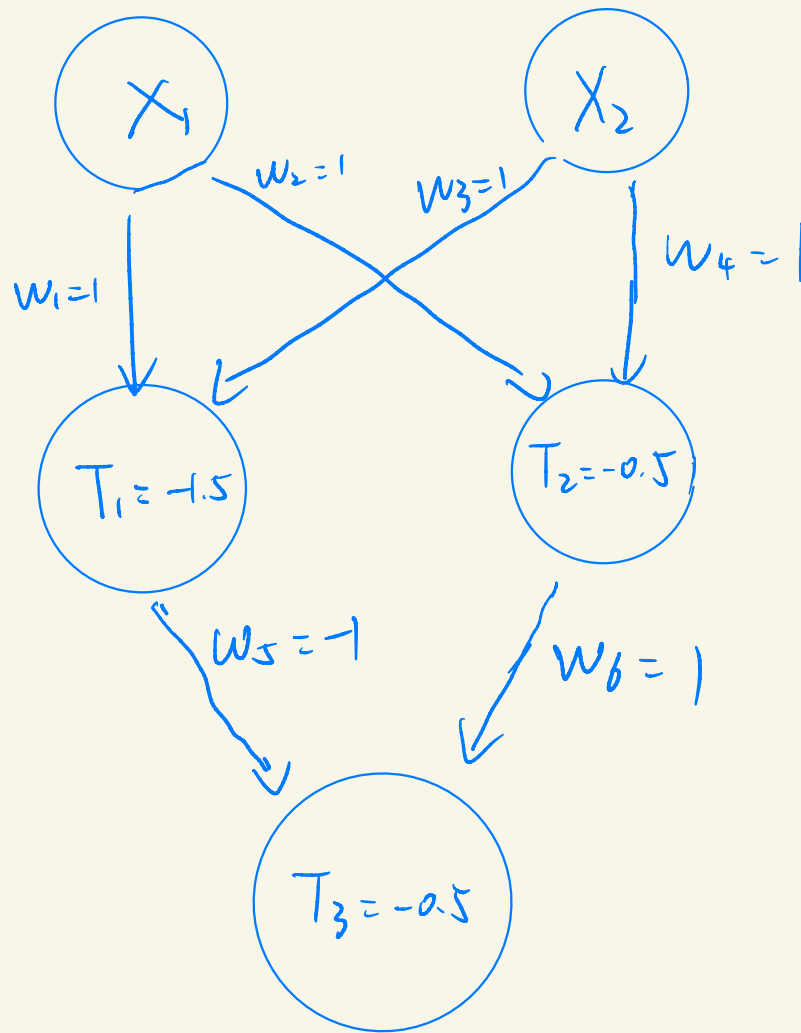 X₁
X₂
W₂=1
W₃=1
W₁=1
W₄=1
T₁=-1.5
T₂=-0.5
W₅=-1
W₆=1
T₃=-0.5